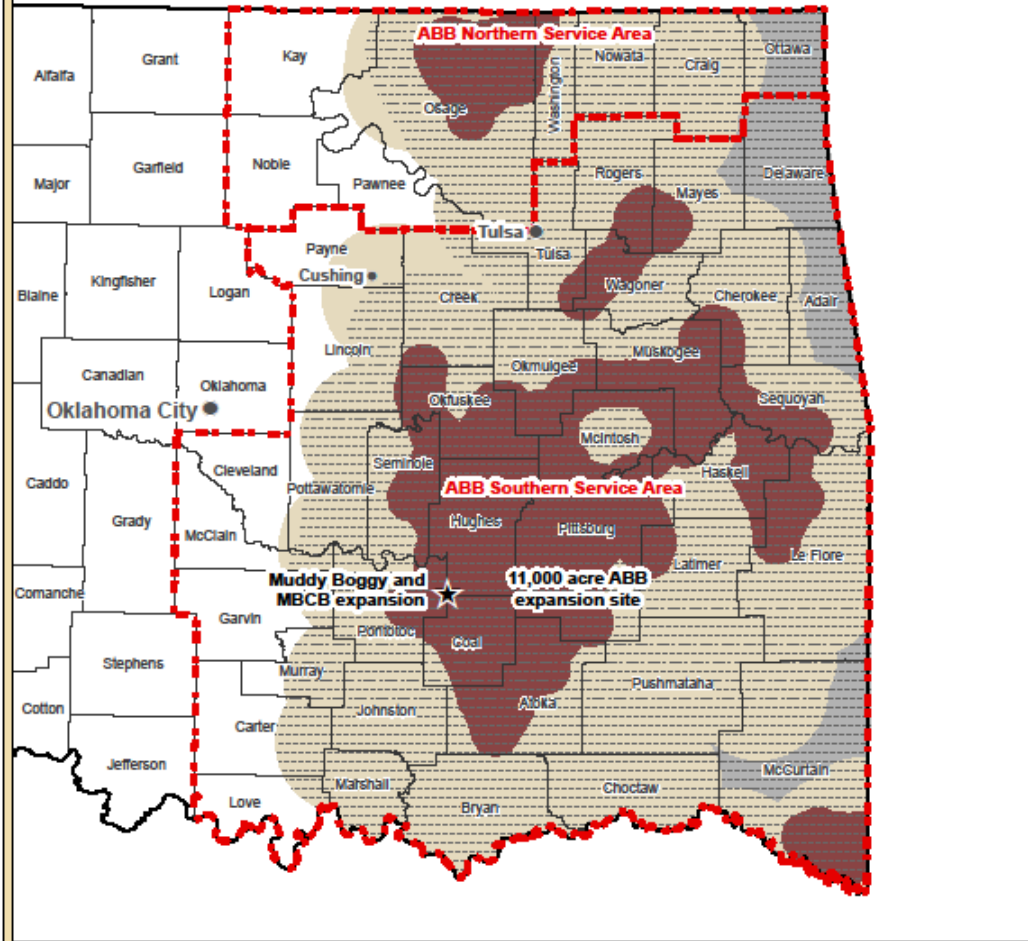 ABB Northern Service Area
Ottawa
Nowata
Kay
Grant
Craig
Alfalfa
Washington
Osage
Noble
Garfield
Rogers
Delaware
Major
Pawnee
Mayes
Tulsa
Payne
Tulsa
Cushing
Kingfisher
Wagoner
Logan
Blaine
Creek
Cherokee
Adair
Lincoln
Muskogee
Okmulgee
Canadian
Oklahoma
Okfuskee
Sequoyah
Oklahoma City
McIntosh
Seminole
Cleveland
Haskell
Caddo
Pottawatomie
ABB Southern Service Area
Grady
Hughes
Pittsburg
McClain
Le Flore
Latimer
Muddy Boggy and
MBCB expansion
11,000 acre ABB
expansion site
Comanche
Garvin
Pontotoc
Coal
Stephens
Murray
Pushmataha
Cotton
Johnston
Atoka
Carter
Jefferson
McCurtain
Marshall
Choctaw
Love
Bryan